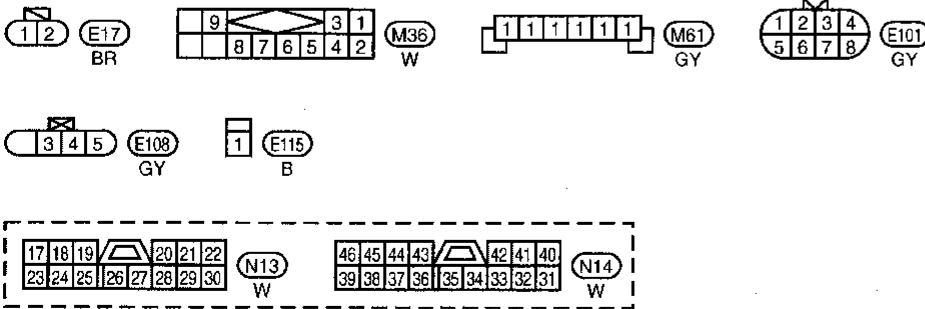 1 2 E17
BR
9 3 1
8 7 6 5 4 2
M36
W
1 1 1 1 1 1 M61
GY
1 2 3 4
5 6 7 8
E101
GY
3 4 5 E108
GY
1 E115
B
17 18 19 20 21 22
23 24 25 26 27 28 29 30
N13
W
46 45 44 43 42 41 40
39 38 37 36 35 34 33 32 31
N14
W